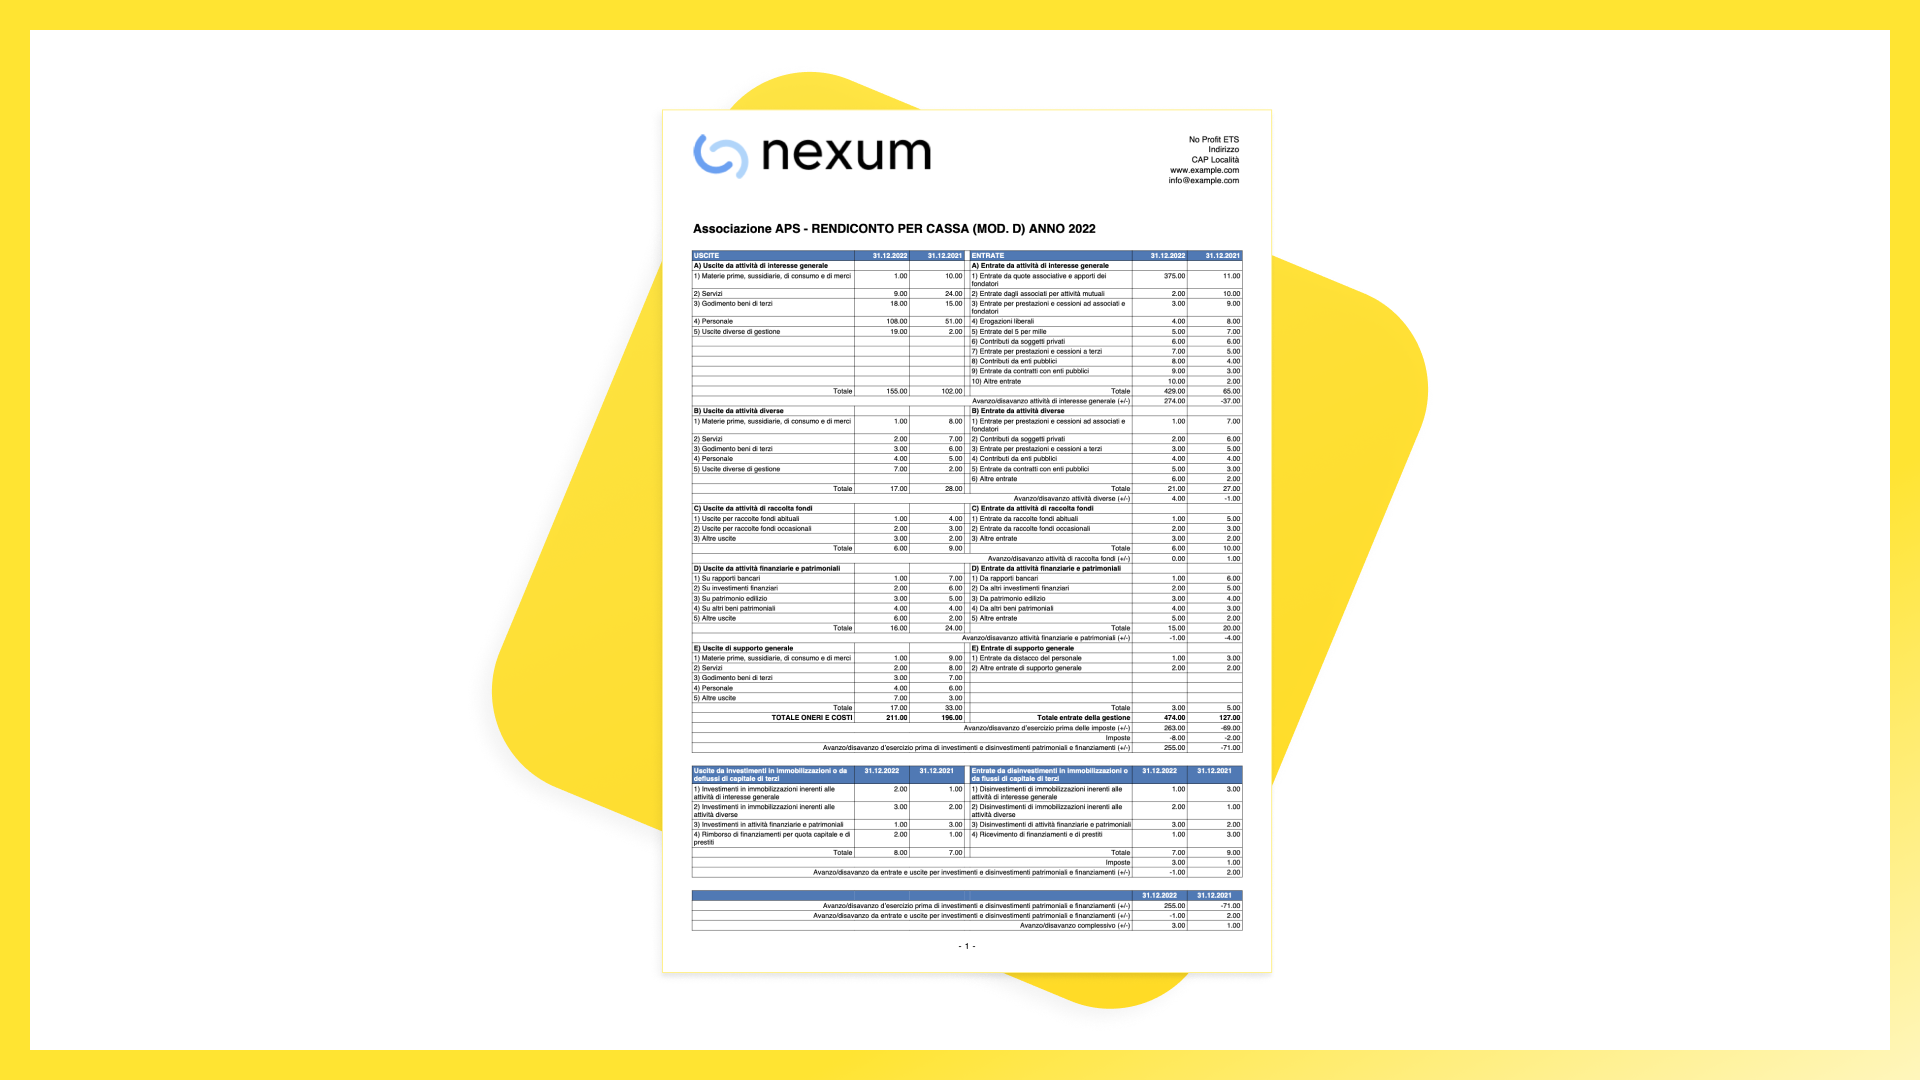 nexum
No Profit ETS
Indirizzo
CAP Località
www.example.com
info@example.com
Associazione APS - RENDICONTO PER CASSA (MOD. D) ANNO 2022
USCITE 31.12.2022 31.12.2021 ENTRATE 31.12.2022 31.12.2021
A) Uscite da attività di interesse generale A) Entrate da attività di interesse generale
1) Materie prime, sussidiarie, di consumo e di merci 1.00 10.00 1) Entrate da quote associative e apporti dei 375.00 11.00
fondatori
2) Servizi 9.00 24.00 2) Entrate dagli associati per attività mutuali 2.00 10.00
3) Godimento beni di terzi 18.00 15.00 3) Entrate per prestazioni e cessioni ad associati e 3.00 9.00
fondatori
4) Personale 108.00 51.00 4) Erogazioni liberali 4.00 8.00
5) Uscite diverse di gestione 19.00 2.00 5) Entrate del 5 per mille 5.00 7.00
6) Contributi da soggetti privati 6.00 6.00
7) Entrate per prestazioni e cessioni a terzi 7.00 5.00
8) Contributi da enti pubblici 8.00 4.00
9) Entrate da contratti con enti pubblici 9.00 3.00
10) Altre entrate 10.00 2.00
Totale 155.00 102.00 Totale 429.00 65.00
Avanzo/disavanzo attività di interesse generale (+/-) 274.00 -37.00
B) Uscite da attività diverse B) Entrate da attività diverse
1) Materie prime, sussidiarie, di consumo e di merci 1.00 8.00 1) Entrate per prestazioni e cessioni ad associati e 1.00 7.00
fondatori
2) Servizi 2.00 7.00 2) Contributi da soggetti privati 2.00 6.00
3) Godimento beni di terzi 3.00 6.00 3) Entrate per prestazioni e cessioni a terzi 3.00 5.00
4) Personale 4.00 5.00 4) Contributi da enti pubblici 4.00 4.00
5) Uscite diverse di gestione 7.00 2.00 5) Entrate da contratti con enti pubblici 5.00 3.00
6) Altre entrate 6.00 2.00
Totale 17.00 28.00 Totale 21.00 27.00
Avanzo/disavanzo attività diverse (+/-) 4.00 -1.00
C) Uscite da attività di raccolta fondi C) Entrate da attività di raccolta fondi
1) Uscite per raccolte fondi abituali 1.00 4.00 1) Entrate da raccolte fondi abituali 1.00 5.00
2) Uscite per raccolte fondi occasionali 2.00 3.00 2) Entrate da raccolte fondi occasionali 2.00 3.00
3) Altre uscite 3.00 2.00 3) Altre entrate 3.00 2.00
Totale 6.00 9.00 Totale 6.00 10.00
Avanzo/disavanzo attività di raccolta fondi (+/-) 0.00 1.00
D) Uscite da attività finanziarie e patrimoniali D) Entrate da attività finanziarie e patrimoniali
1) Su rapporti bancari 1.00 7.00 1) Da rapporti bancari 1.00 6.00
2) Su investimenti finanziari 2.00 6.00 2) Da altri investimenti finanziari 2.00 5.00
3) Su patrimonio edilizio 3.00 5.00 3) Da patrimonio edilizio 3.00 4.00
4) Su altri beni patrimoniali 4.00 4.00 4) Da altri beni patrimoniali 4.00 3.00
5) Altre uscite 6.00 2.00 5) Altre entrate 5.00 2.00
Totale 16.00 24.00 Totale 15.00 20.00
Avanzo/disavanzo attività finanziarie e patrimoniali (+/-) -1.00 -4.00
E) Uscite di supporto generale E) Entrate di supporto generale
1) Materie prime, sussidiarie, di consumo e di merci 1.00 9.00 1) Entrate da distacco del personale 1.00 3.00
2) Servizi 2.00 8.00 2) Altre entrate di supporto generale 2.00 2.00
3) Godimento beni di terzi 3.00 7.00
4) Personale 4.00 6.00
5) Altre uscite 7.00 3.00
Totale 17.00 33.00 Totale 3.00 5.00
TOTALE ONERI E COSTI 211.00 196.00 Totale entrate della gestione 474.00 127.00
Avanzo/disavanzo d'esercizio prima delle imposte (+/-) 263.00 -69.00
Imposte -8.00 -2.00
Avanzo/disavanzo d'esercizio prima di investimenti e disinvestimenti patrimoniali e finanziamenti (+/-) 255.00 -71.00
Uscite da investimenti in immobilizzazioni o da 31.12.2022 31.12.2021 Entrate da disinvestimenti in immobilizzazioni o 31.12.2022 31.12.2021
deflussi di capitale di terzi da flussi di capitale di terzi
1) Investimenti in immobilizzazioni inerenti alle 2.00 1.00 1) Disinvestimenti di immobilizzazioni inerenti alle 1.00 3.00
attività di interesse generale attività di interesse generale
2) Investimenti in immobilizzazioni inerenti alle 3.00 2.00 2) Disinvestimenti di immobilizzazioni inerenti alle 2.00 1.00
attività diverse attività diverse
3) Investimenti in attività finanziarie e patrimoniali 1.00 3.00 3) Disinvestimenti di attività finanziarie e patrimoniali 3.00 2.00
4) Rimborso di finanziamenti per quota capitale e di 2.00 1.00 4) Ricevimento di finanziamenti e di prestiti 1.00 3.00
prestiti
Totale 8.00 7.00 Totale 7.00 9.00
Imposte 3.00 1.00
Avanzo/disavanzo da entrate e uscite per investimenti e disinvestimenti patrimoniali e finanziamenti (+/-) -1.00 2.00
31.12.2022 31.12.2021
Avanzo/disavanzo d'esercizio prima di investimenti e disinvestimenti patrimoniali e finanziamenti (+/-) 255.00 -71.00
Avanzo/disavanzo da entrate e uscite per investimenti e disinvestimenti patrimoniali e finanziamenti (+/-) -1.00 2.00
Avanzo/disavanzo complessivo (+/-) 3.00 1.00
- 1 -